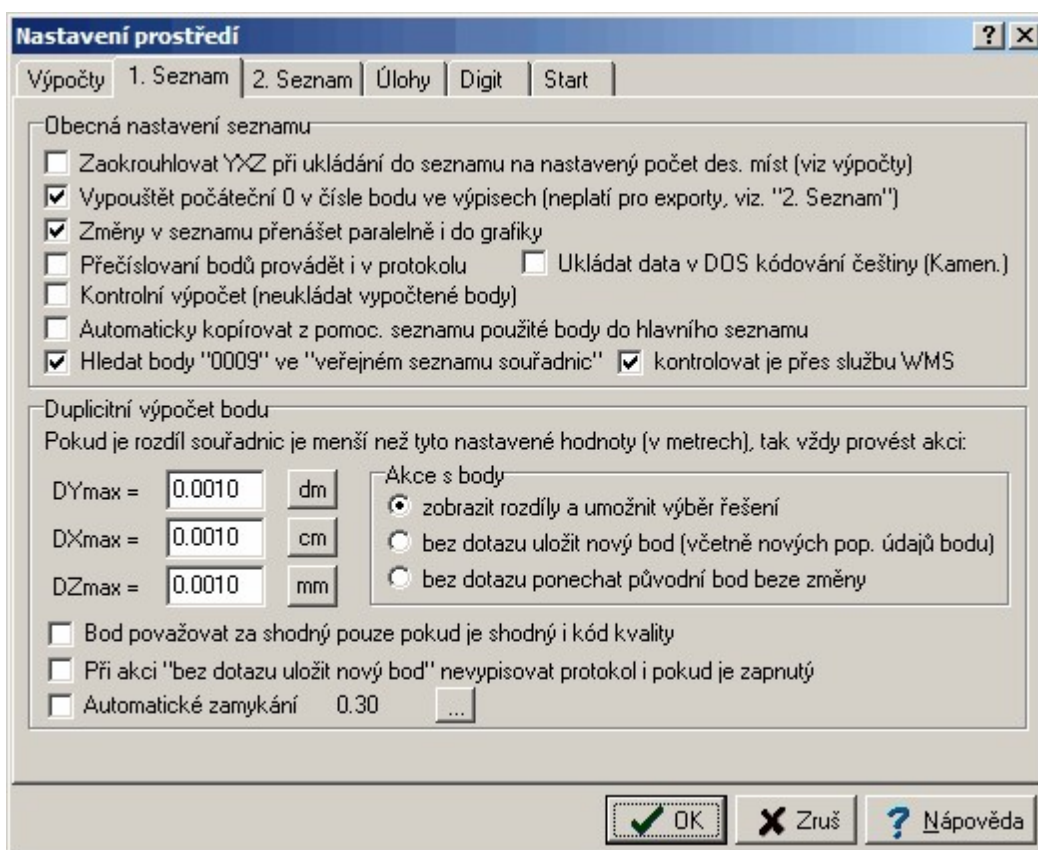 Nastavení prostředí
Výpočty 1. Seznam 2. Seznam Úlohy Digit Start
Obecná nastavení seznamu
Zaokrouhlovat YXZ při ukládání do seznamu na nastavený počet des. míst (viz výpočty)
Vypouštět počáteční 0 v čísle bodu ve výpisech (neplatí pro exporty, viz. "2. Seznam")
Změny v seznamu přenášet paralelně i do grafiky
Přečíslovaní bodů provádět i v protokolu Ukládat data v DOS kódování češtiny (Kamen.)
Kontrolní výpočet (neukládat vypočtené body)
Automaticky kopírovat z pomoc. seznamu použité body do hlavního seznamu
Hledat body "0009" ve "veřejném seznamu souřadnic" kontrolovat je přes službu WMS
Duplicitní výpočet bodu
Pokud je rozdíl souřadnic je menší než tyto nastavené hodnoty (v metrech), tak vždy provést akci:
Akce s body
DYmax = 0.0010 dm zobrazit rozdíly a umožnit výběr řešení
DXmax = 0.0010 cm bez dotazu uložit nový bod (včetně nových pop. údajů bodu)
DZmax = 0.0010 mm bez dotazu ponechat původní bod beze změny
Bod považovat za shodný pouze pokud je shodný i kód kvality
Při akci "bez dotazu uložit nový bod" nevypisovat protokol i pokud je zapnutý
Automatické zamykání 0.30 ...
OK Zruš Nápověda